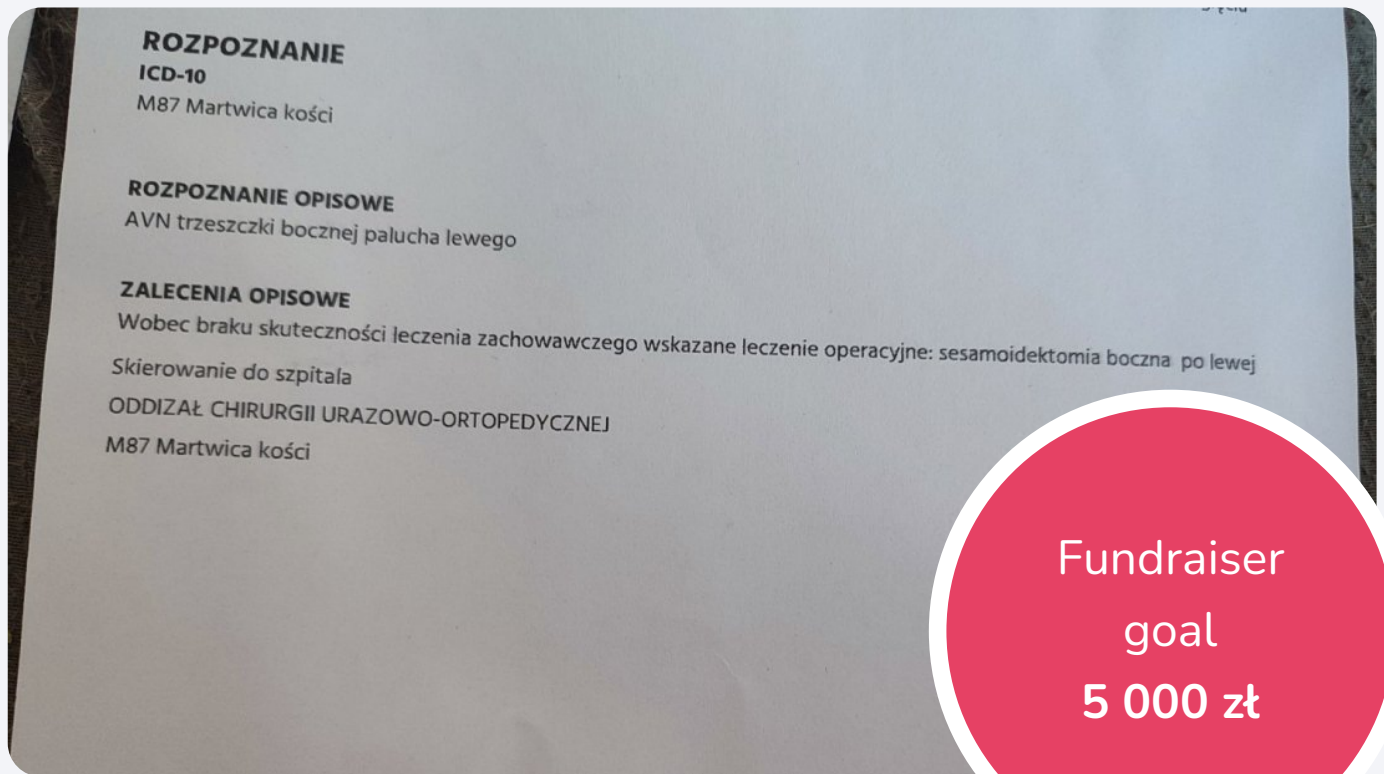 ROZPOZNANIE
ICD-10
M87 Martwica kości
ROZPOZNANIE OPISOWE
AVN trzeszczki bocznej palucha lewego
ZALECENIA OPISOWE
Wobec braku skuteczności leczenia zachowawczego wskazane leczenie operacyjne: sesamoidektomia boczna po lewej
Skierowanie do szpitala
ODDIZAŁ CHIRURGII URAZOWO-ORTOPEDYCZNEJ
M87 Martwica kości
Fundraiser
goal
5 000 zł